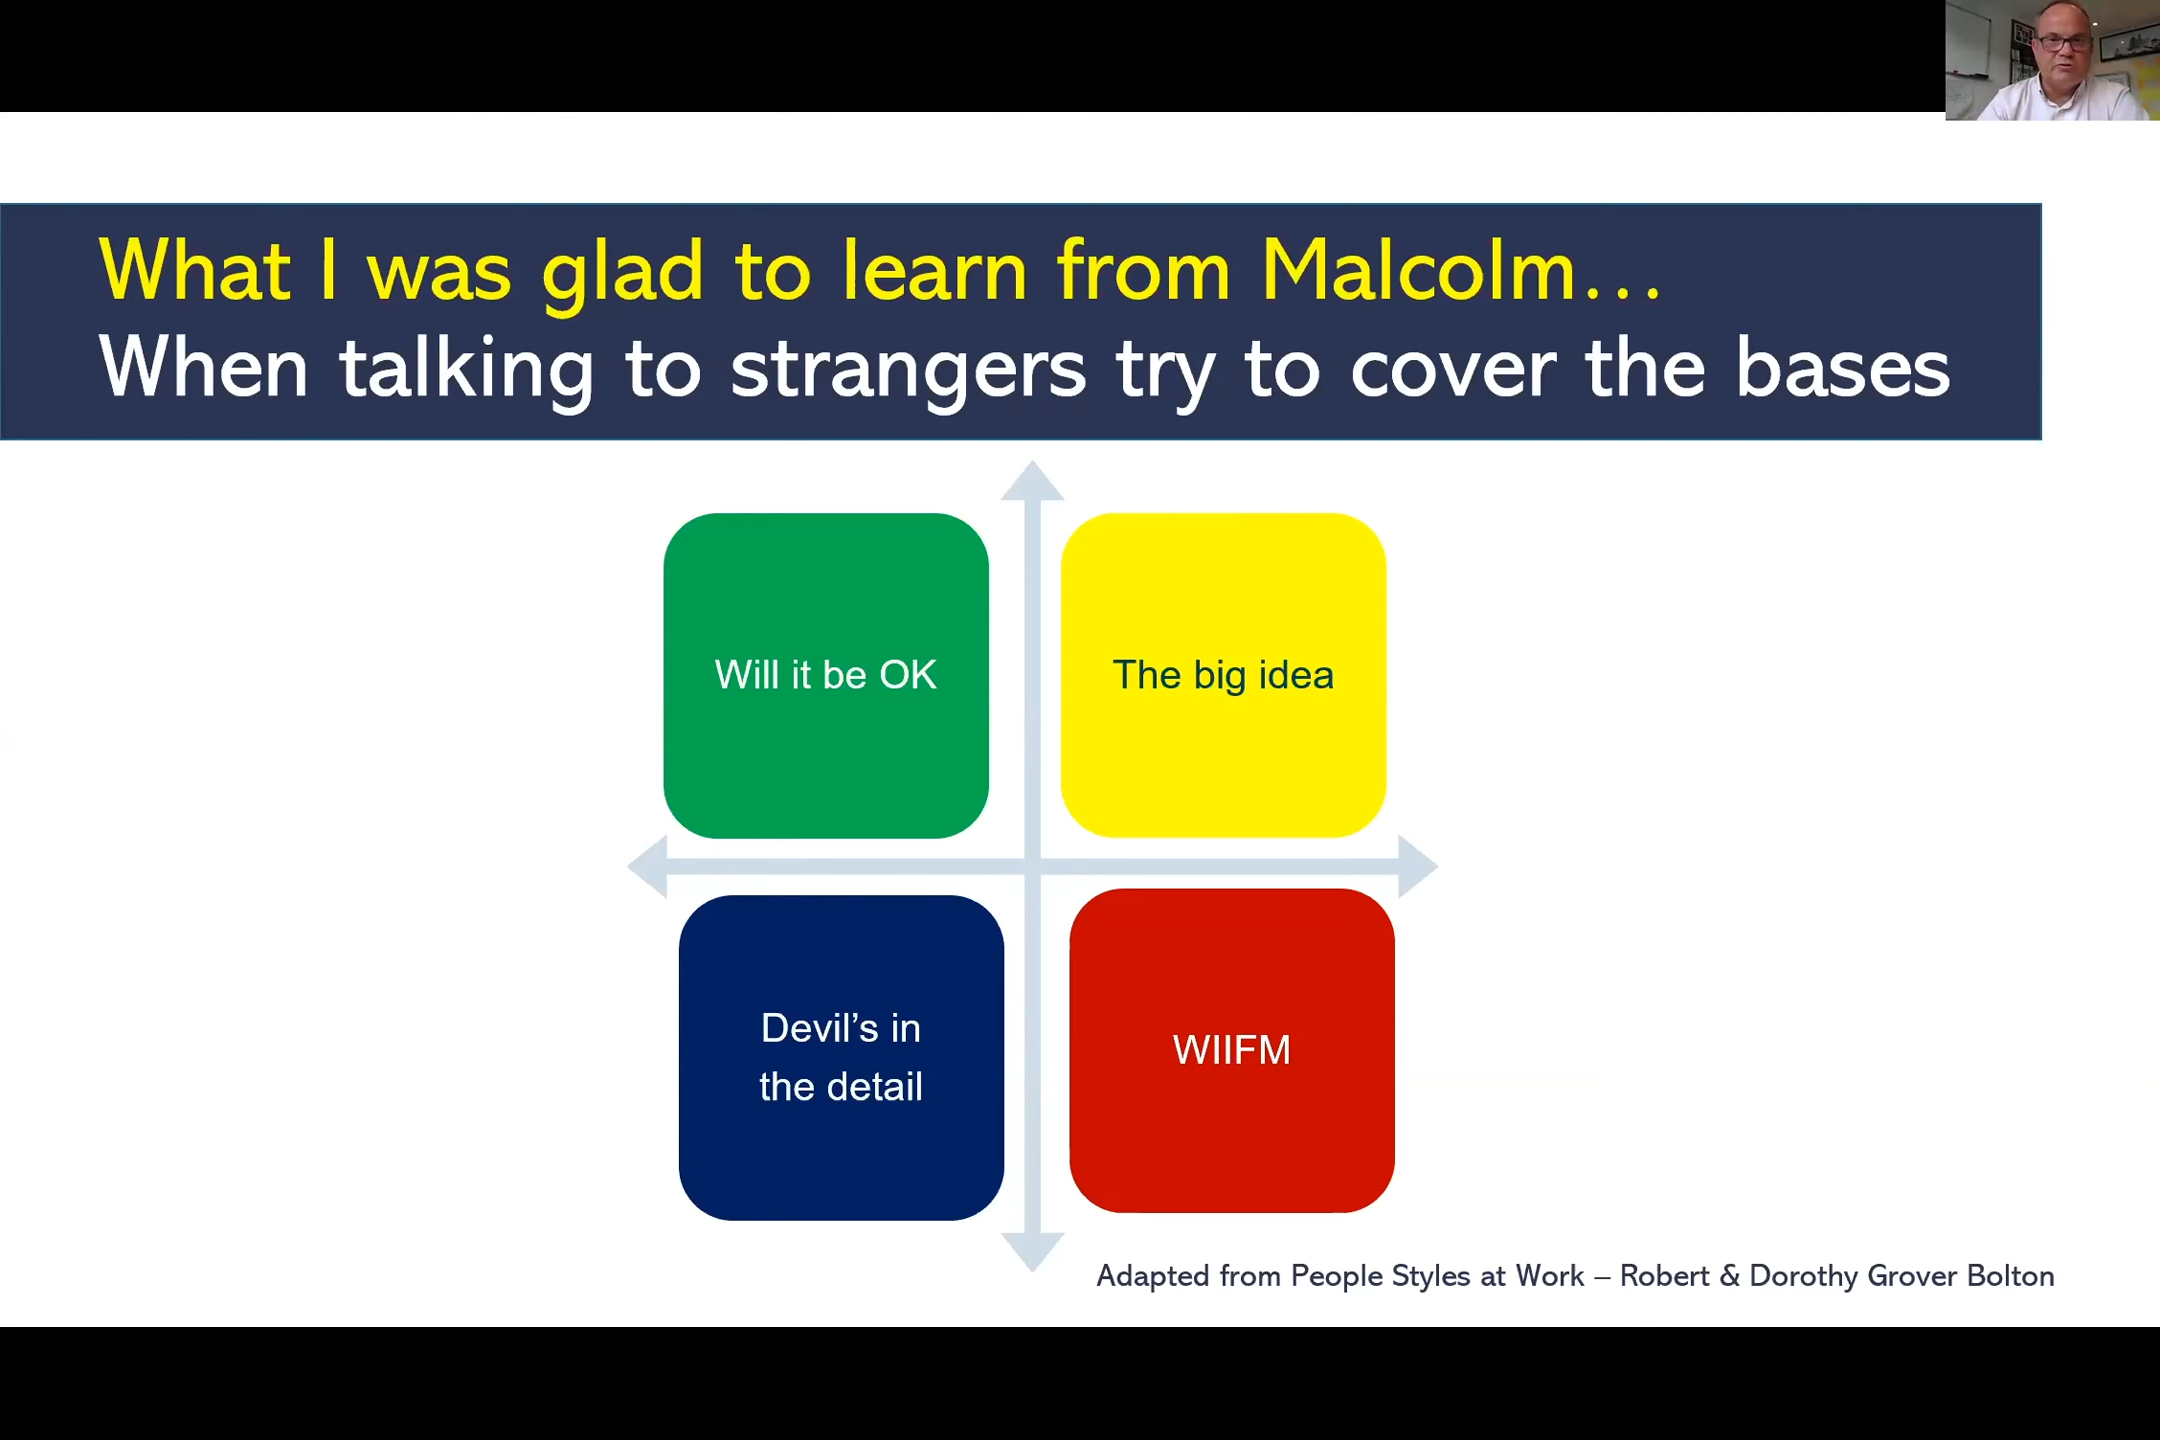 What I was glad to learn from Malcolm...
When talking to strangers try to cover the bases
Will it be OK
The big idea
Devil’s in
the detail
WIIFM
Adapted from People Styles at Work – Robert & Dorothy Grover Bolton